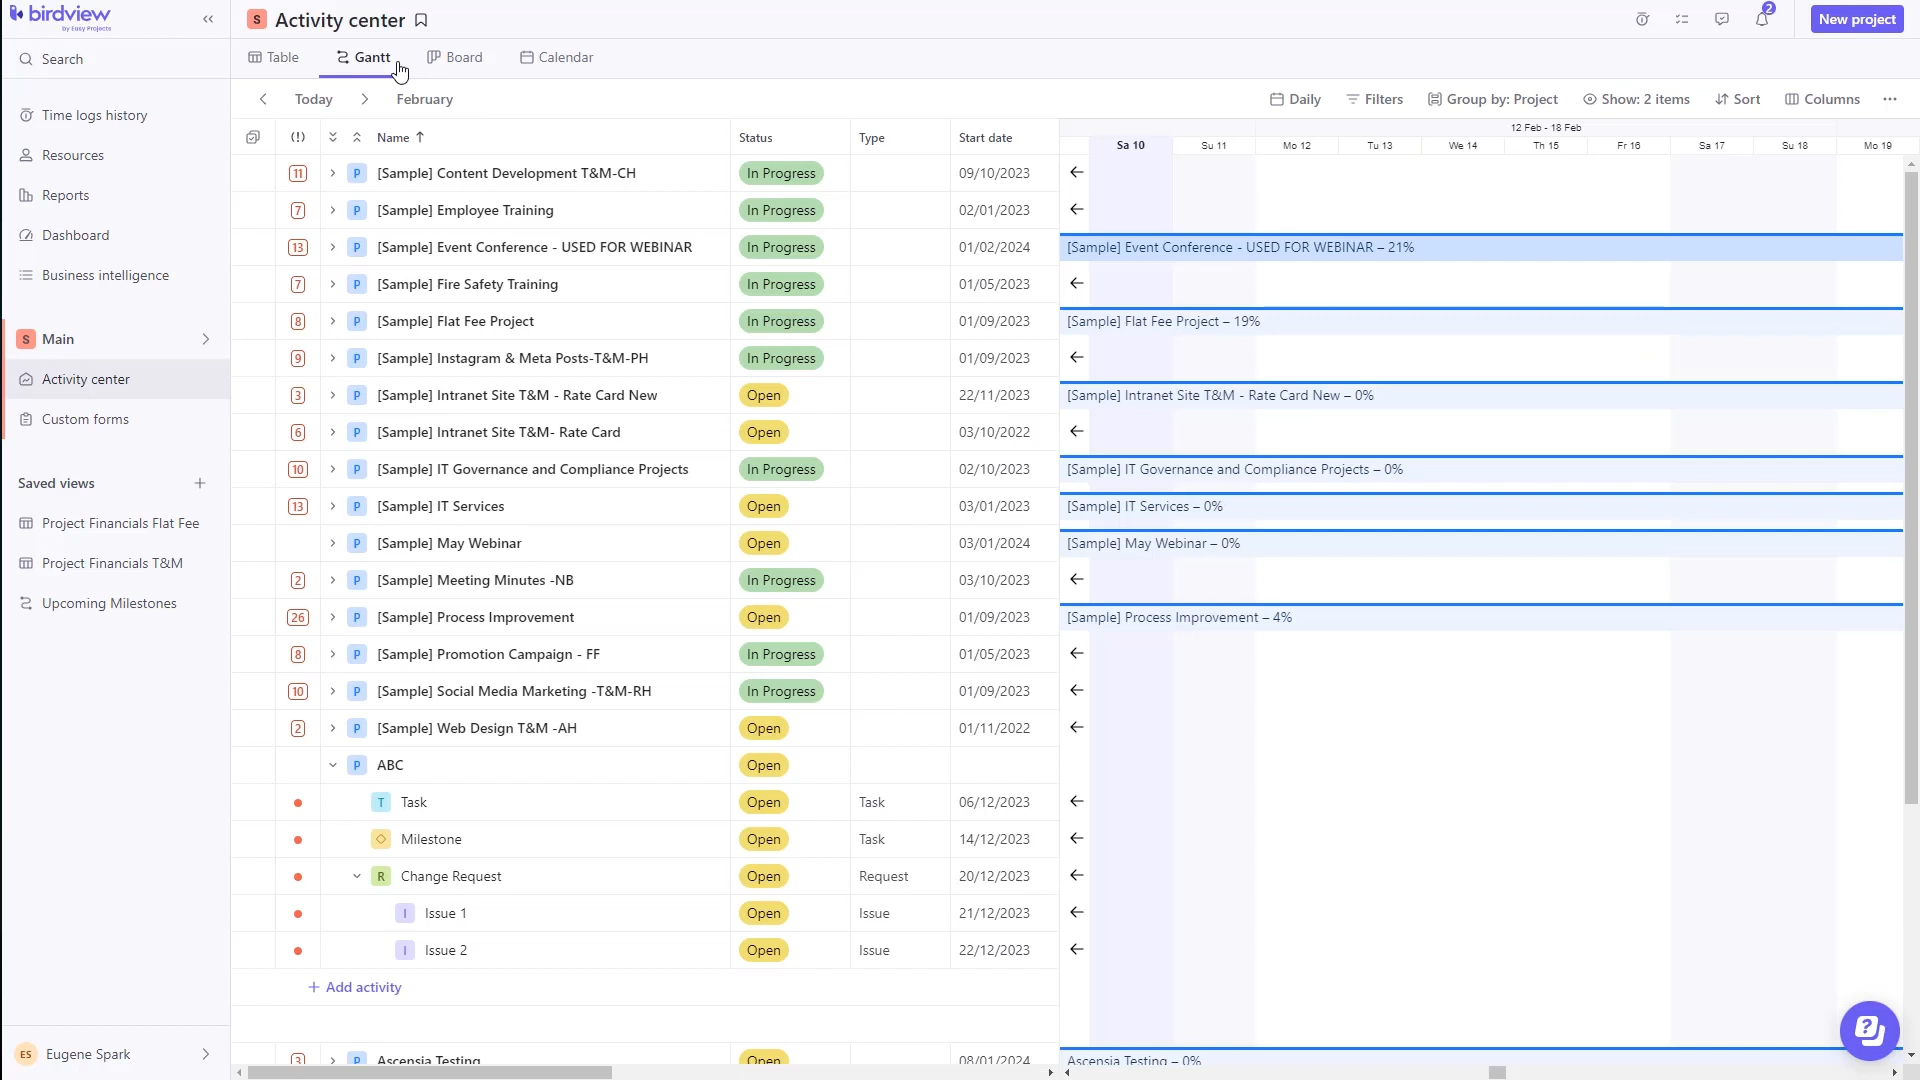 birdview
by Easy Projects
Activity center
2
New project
Search
Table
Gantt
Board
Calendar
Today
February
Daily
Filters
Group by: Project
Show: 2 items
Sort
Columns
Time logs history
Resources
Reports
Dashboard
Business intelligence
S Main
Activity center
Custom forms
Saved views
Project Financials Flat Fee
Project Financials T&M
Upcoming Milestones
ES Eugene Spark
(!) Name Status Type Start date
12 Feb - 18 Feb
Sa 10 Su 11 Mo 12 Tu 13 We 14 Th 15 Fr 16 Sa 17 Su 18 Mo 19
11 P [Sample] Content Development T&M-CH In Progress 09/10/2023
7 P [Sample] Employee Training In Progress 02/01/2023
13 P [Sample] Event Conference - USED FOR WEBINAR In Progress 01/02/2024 [Sample] Event Conference - USED FOR WEBINAR – 21%
7 P [Sample] Fire Safety Training In Progress 01/05/2023
8 P [Sample] Flat Fee Project In Progress 01/09/2023 [Sample] Flat Fee Project – 19%
9 P [Sample] Instagram & Meta Posts-T&M-PH In Progress 01/09/2023
3 P [Sample] Intranet Site T&M - Rate Card New Open 22/11/2023 [Sample] Intranet Site T&M - Rate Card New – 0%
6 P [Sample] Intranet Site T&M- Rate Card Open 03/10/2022
10 P [Sample] IT Governance and Compliance Projects In Progress 02/10/2023 [Sample] IT Governance and Compliance Projects – 0%
13 P [Sample] IT Services Open 03/01/2023 [Sample] IT Services – 0%
P [Sample] May Webinar Open 03/01/2024 [Sample] May Webinar – 0%
2 P [Sample] Meeting Minutes -NB In Progress 03/10/2023
26 P [Sample] Process Improvement Open 01/09/2023 [Sample] Process Improvement – 4%
8 P [Sample] Promotion Campaign - FF In Progress 01/05/2023
10 P [Sample] Social Media Marketing -T&M-RH In Progress 01/09/2023
2 P [Sample] Web Design T&M -AH Open 01/11/2022
P ABC Open
T Task Open Task 06/12/2023
Milestone Open Task 14/12/2023
R Change Request Open Request 20/12/2023
I Issue 1 Open Issue 21/12/2023
I Issue 2 Open Issue 22/12/2023
+ Add activity
3 P Ascensia Testing Open 08/01/2024 Ascensia Testing – 0%